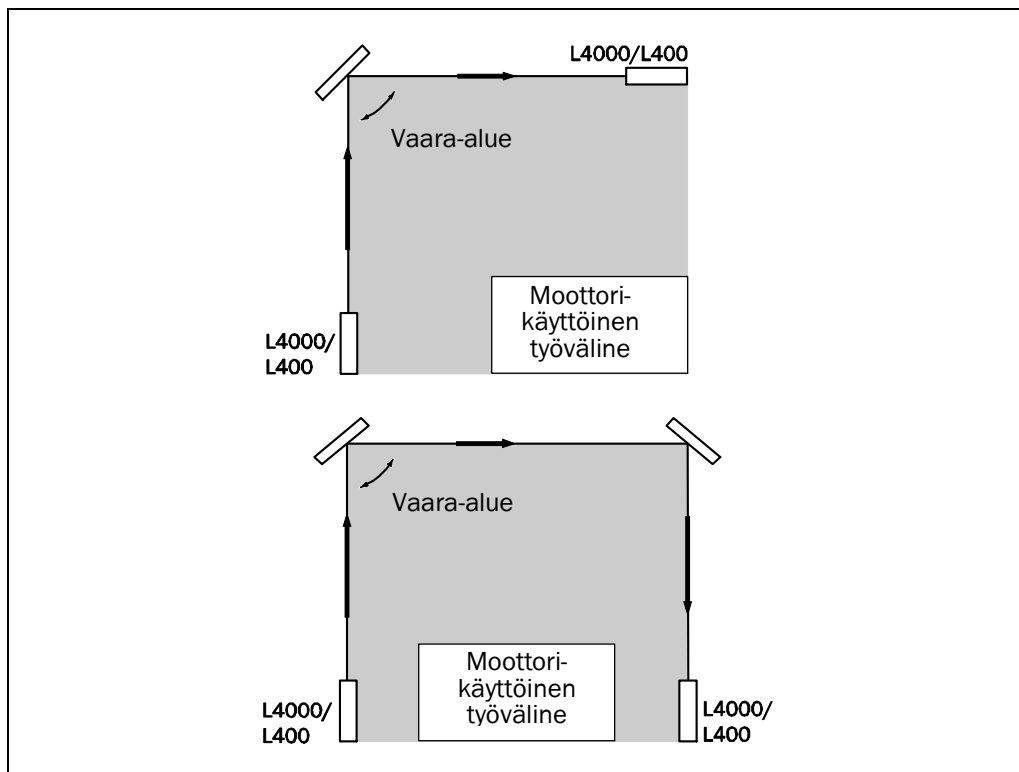 L4000/L400
Vaara-alue
Moottori-
käyttöinen
työväline
L4000/
L400
Vaara-alue
Moottori-
käyttöinen
työväline
L4000/
L400
L4000/
L400